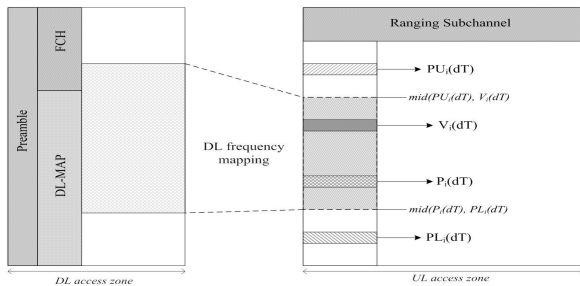 Preamble
FCH
DL-MAP
DL access zone
DL frequency
mapping
Ranging Subchannel
PUi(dT)
mid(PUi(dT), Vi(dT))
Vi(dT)
Pi(dT)
mid(Pi(dT), PLi(dT))
PLi(dT)
UL access zone